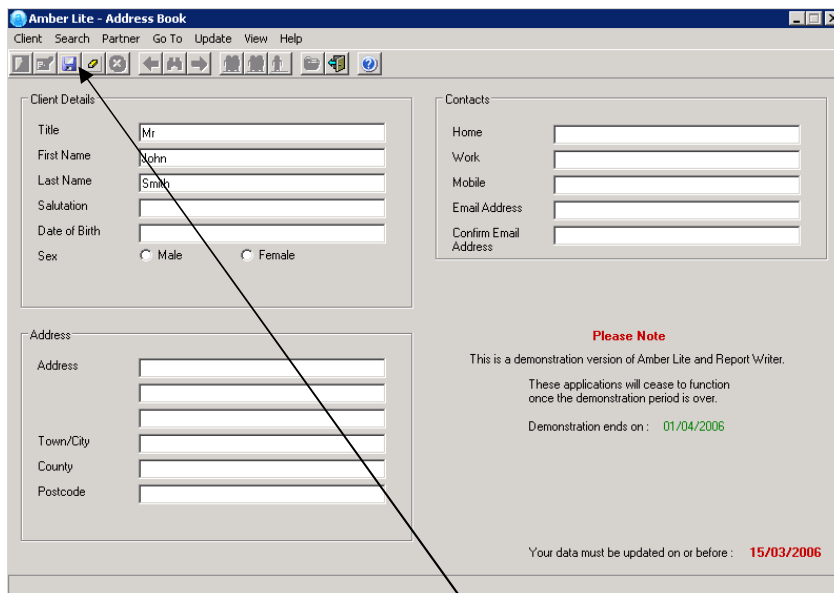 Amber Lite - Address Book
Client Search Partner Go To Update View Help
Client Details
Title Mr
First Name John
Last Name Smith
Salutation
Date of Birth
Sex Male Female
Contacts
Home
Work
Mobile
Email Address
Confirm Email
Address
Address
Address
Town/City
County
Postcode
Please Note
This is a demonstration version of Amber Lite and Report Writer.
These applications will cease to function
once the demonstration period is over.
Demonstration ends on : 01/04/2006
Your data must be updated on or before : 15/03/2006